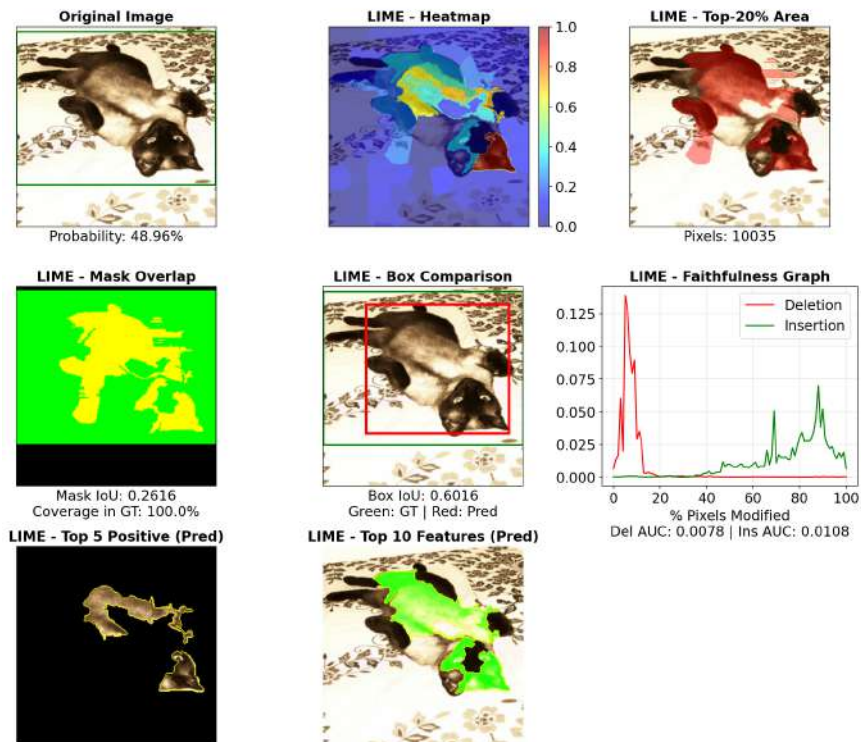 Original Image
LIME - Heatmap
LIME - Top-20% Area
1.0
0.8
0.6
0.4
0.2
0.0
Probability: 48.96%
Pixels: 10035
LIME - Mask Overlap
LIME - Box Comparison
LIME - Faithfulness Graph
Deletion
Insertion
0.125
0.100
0.075
0.050
0.025
0.000
0 20 40 60 80 100
Mask IoU: 0.2616
Coverage in GT: 100.0%
Box IoU: 0.6016
Green: GT | Red: Pred
% Pixels Modified
Del AUC: 0.0078 | Ins AUC: 0.0108
LIME - Top 5 Positive (Pred)
LIME - Top 10 Features (Pred)